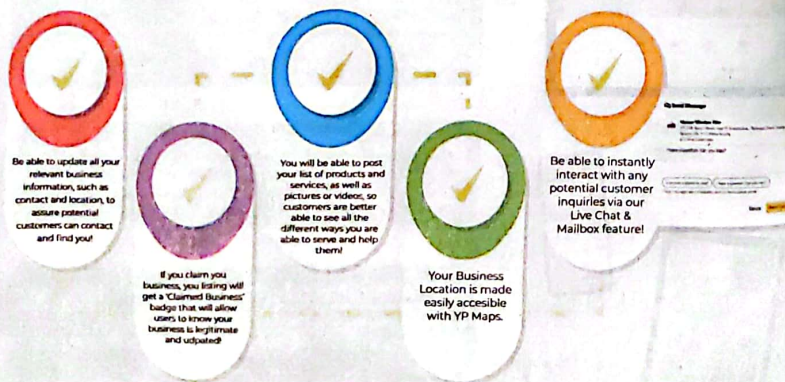 Be able to update all your
relevant business
information, such as
contact and location, to
assure potential
customers can contact
and find you!
If you claim you
business, you listing will
get a "Claimed Business"
badge that will allow
users to know your
business is legitimate
and udpated!
You will be able to post
your list of products and
services, as well as
pictures or videos, so
customers are better
able to see all the
different ways you are
able to serve and help
them!
Your Business
Location is made
easily accesible
with YP Maps.
Be able to instantly
interact with any
potential customer
inquiries via our
Live Chat &
Mailbox feature!
Send Message